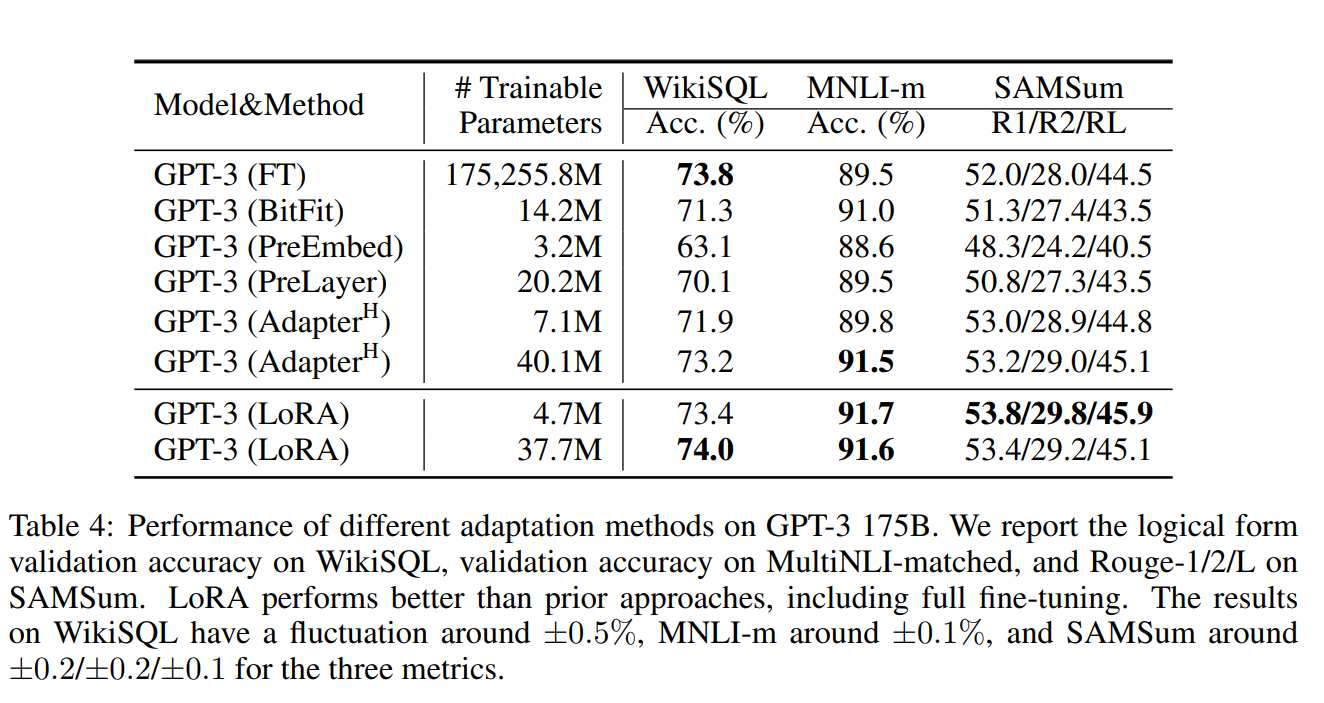 Model&Method # Trainable Parameters WikiSQL MNLI-m SAMSum
Acc. (%) Acc. (%) R1/R2/RL
GPT-3 (FT) 175,255.8M 73.8 89.5 52.0/28.0/44.5
GPT-3 (BitFit) 14.2M 71.3 91.0 51.3/27.4/43.5
GPT-3 (PreEmbed) 3.2M 63.1 88.6 48.3/24.2/40.5
GPT-3 (PreLayer) 20.2M 70.1 89.5 50.8/27.3/43.5
GPT-3 (Adapter^H) 7.1M 71.9 89.8 53.0/28.9/44.8
GPT-3 (Adapter^H) 40.1M 73.2 91.5 53.2/29.0/45.1
GPT-3 (LoRA) 4.7M 73.4 91.7 53.8/29.8/45.9
GPT-3 (LoRA) 37.7M 74.0 91.6 53.4/29.2/45.1
Table 4: Performance of different adaptation methods on GPT-3 175B. We report the logical form
validation accuracy on WikiSQL, validation accuracy on MultiNLI-matched, and Rouge-1/2/L on
SAMSum. LoRA performs better than prior approaches, including full fine-tuning. The results
on WikiSQL have a fluctuation around ±0.5%, MNLI-m around ±0.1%, and SAMSum around
±0.2/±0.2/±0.1 for the three metrics.